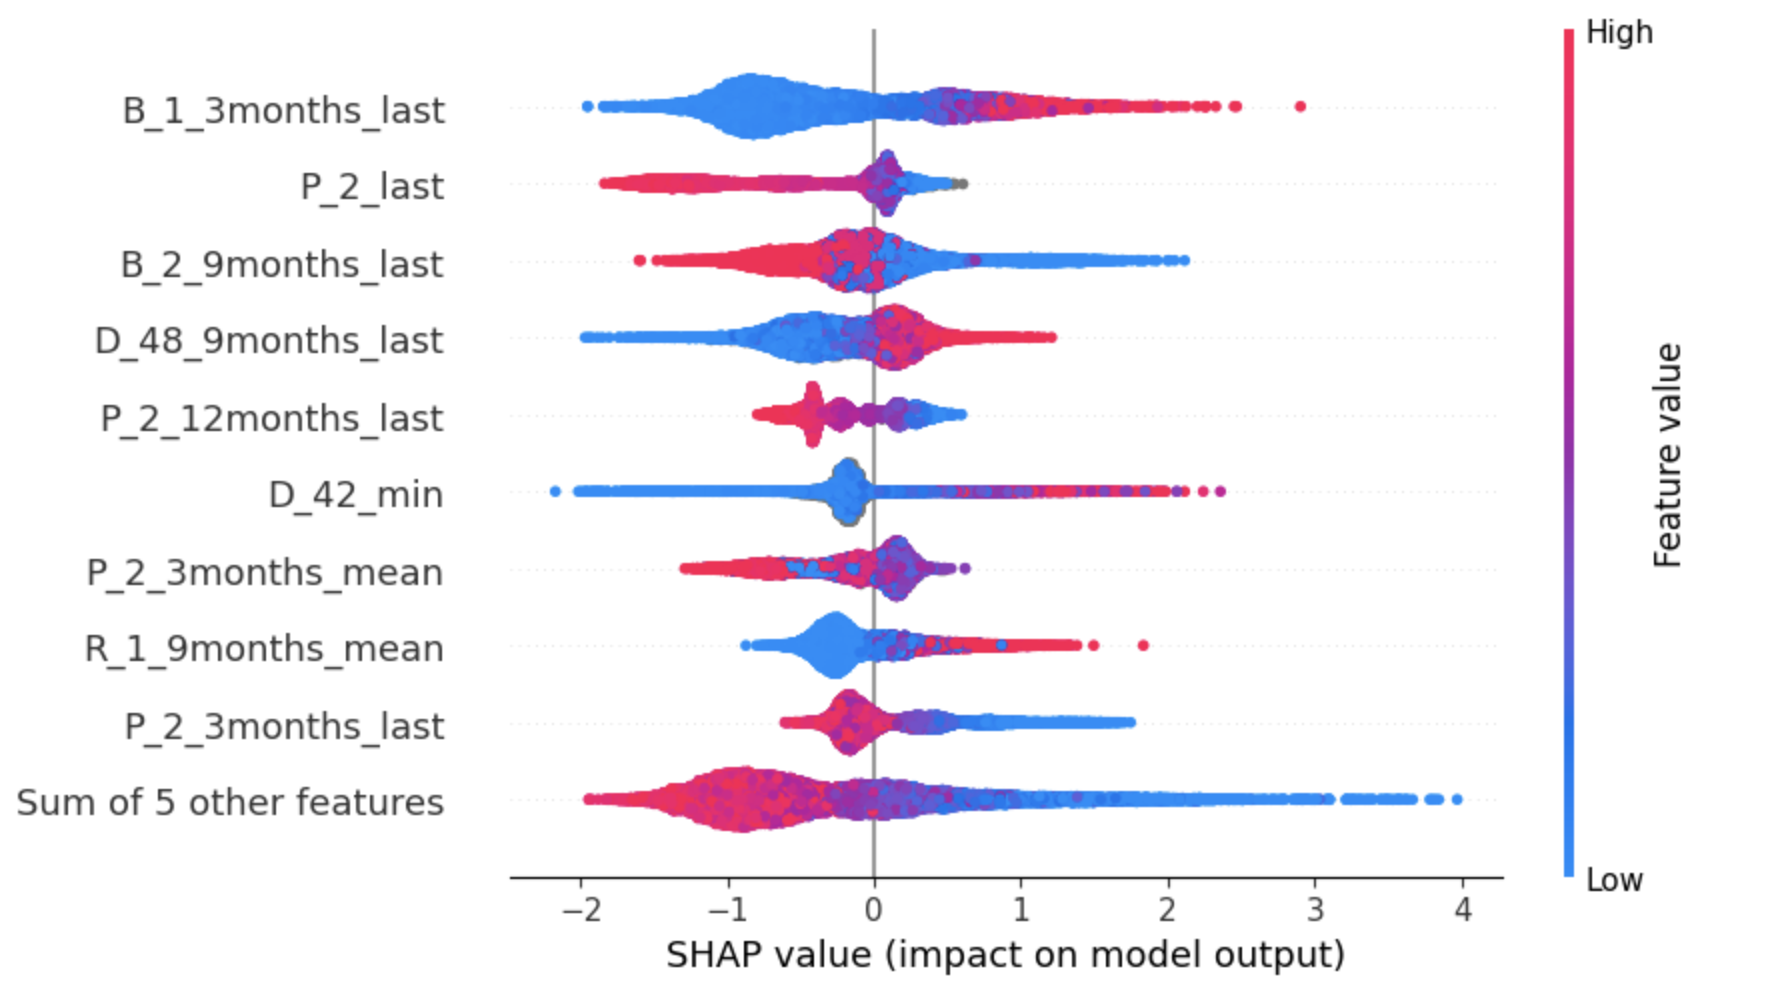 High
B_1_3months_last
P_2_last
B_2_9months_last
D_48_9months_last
P_2_12months_last
D_42_min
P_2_3months_mean
R_1_9months_mean
P_2_3months_last
Sum of 5 other features
Feature value
Low
−2 −1 0 1 2 3 4
SHAP value (impact on model output)